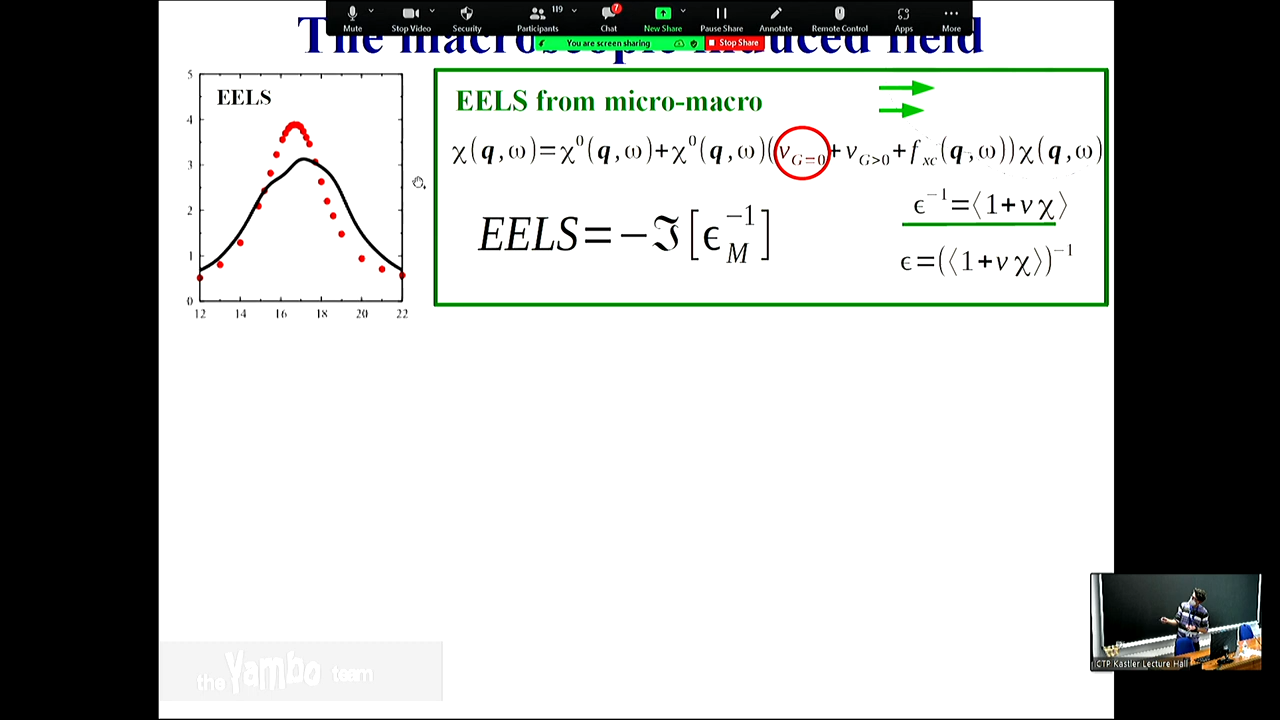 Mute
Stop Video
Security
Participants 119
Chat 7
New Share
Pause Share
Annotate
Remote Control
Apps
More
You are screen sharing
Stop Share
The macroscopic induced field
EELS
5
4
3
2
1
0
12 14 16 18 20 22
EELS from micro-macro
χ(q,ω)=χ⁰(q,ω)+χ⁰(q,ω)(v_{G=0}+v_{G>0}+f_{xc}(q,ω))χ(q,ω)
ϵ⁻¹=⟨1+vχ⟩
EELS=−ℑ[ϵ_M^{−1}]
ϵ=(⟨1+vχ⟩)⁻¹
the Yambo team
CTP Kastler Lecture Hall